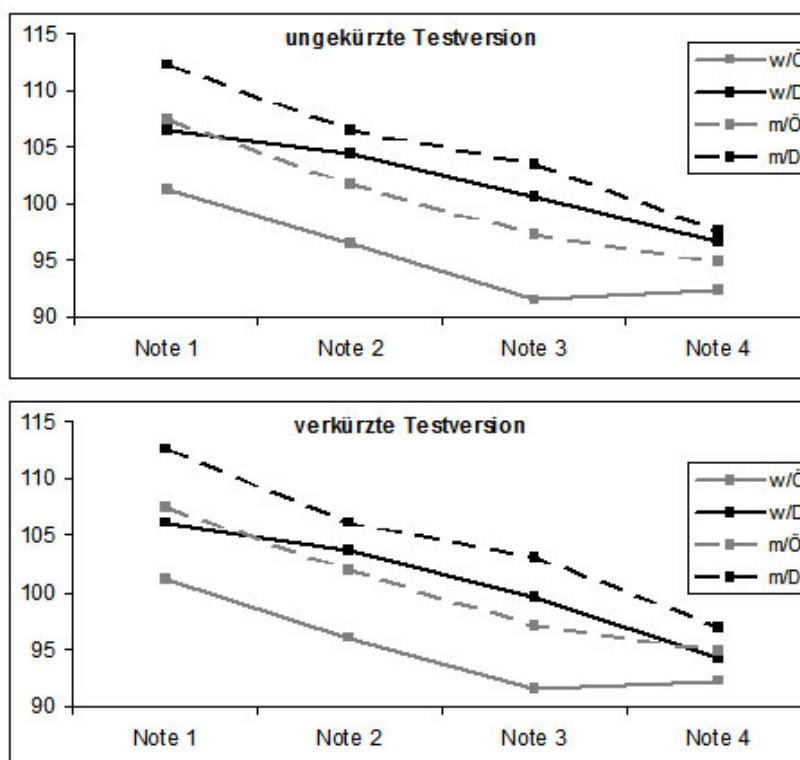 ungekürzte Testversion
115
110
105
100
95
90
Note 1 Note 2 Note 3 Note 4
w/Ö
w/D
m/Ö
m/D
verkürzte Testversion
115
110
105
100
95
90
Note 1 Note 2 Note 3 Note 4
w/Ö
w/D
m/Ö
m/D